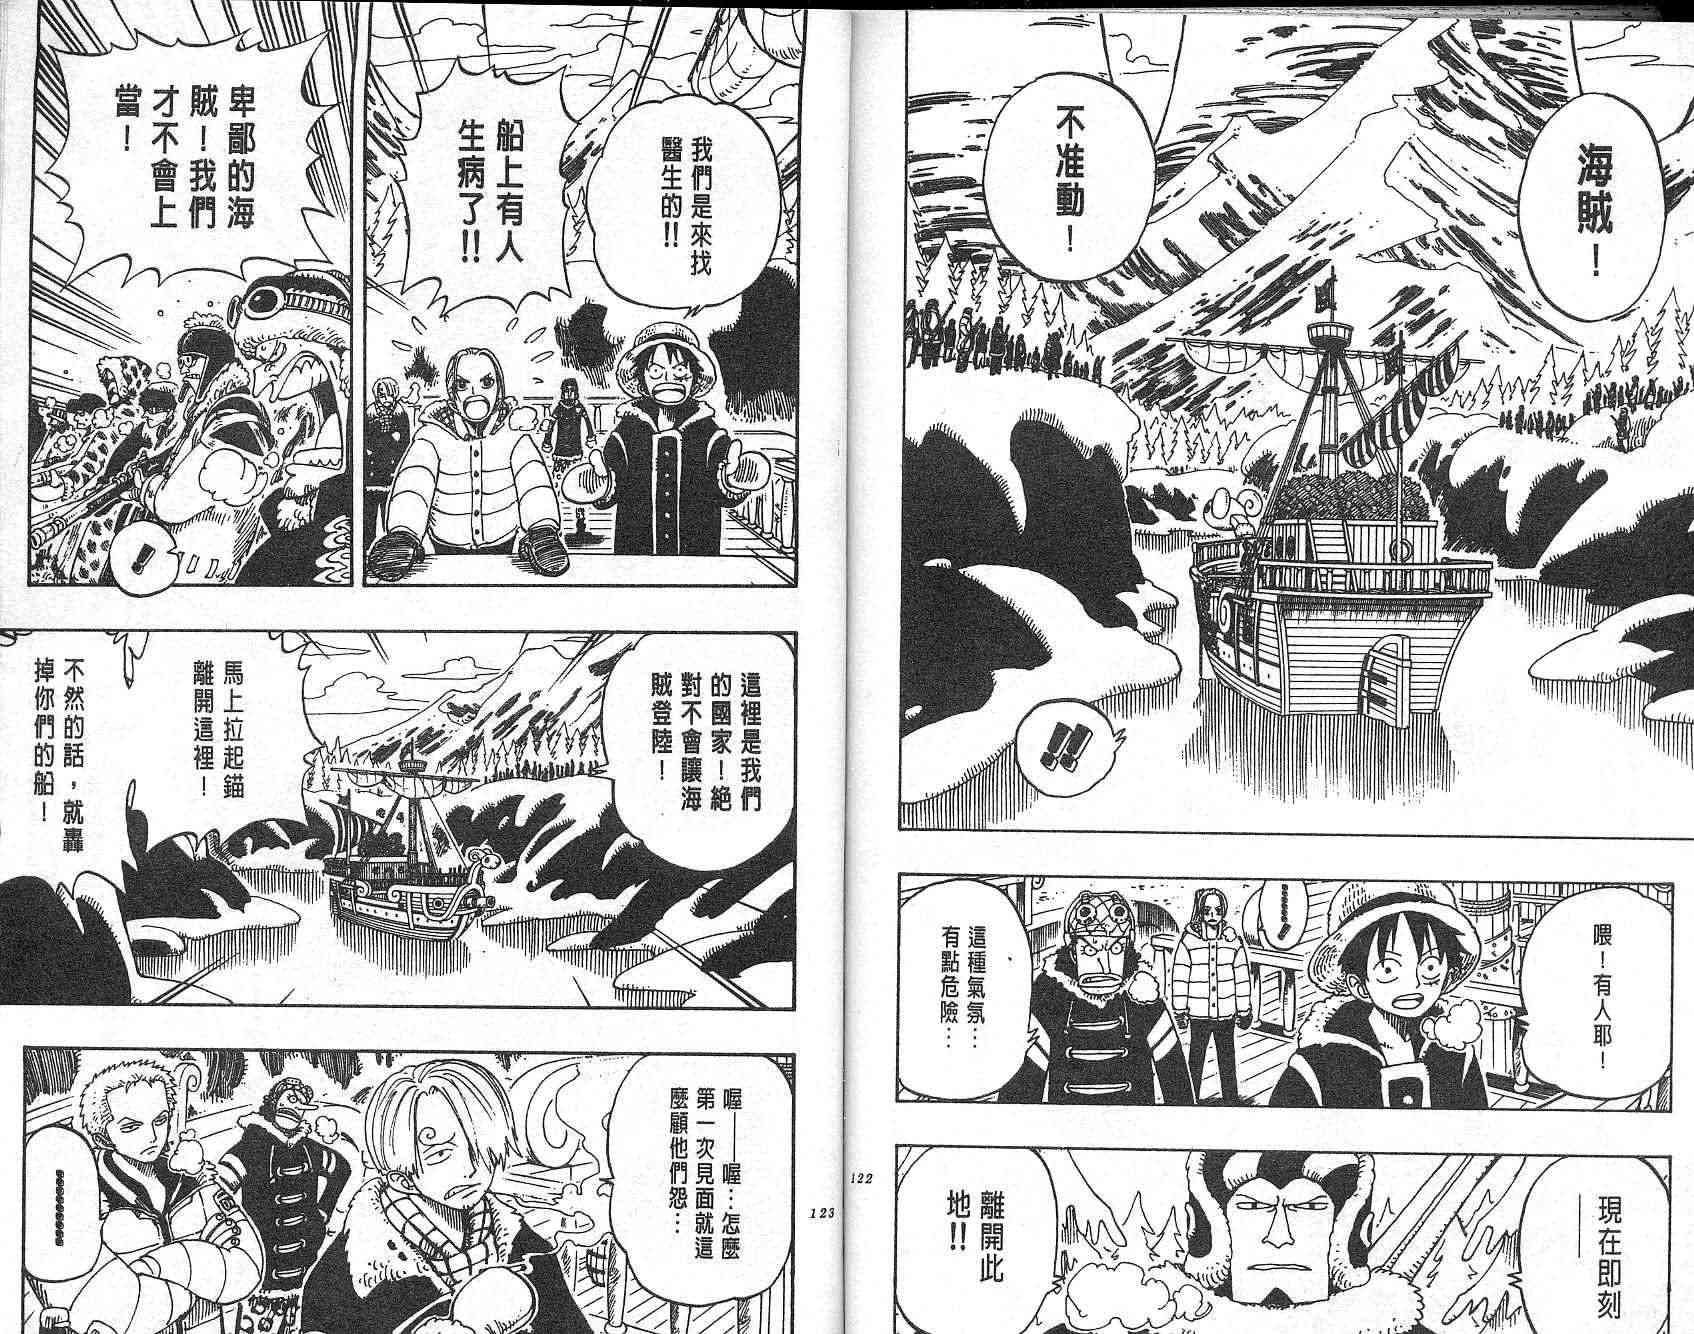 海賊！
不准動！
!!
喂！有人耶！
……!
這種氣氛…
有點危險…
現在即刻
——
離開此
地!!
122
我們是來找
醫生的!!
船上有人
生病了!!
卑鄙的海
賊！我們
才不會上
當！
!!
這裡是我們
的國家！絕
對不會讓海
賊登陸！
馬上拉起錨
離開這裡！
不然的話，就轟
掉你們的船！
喔——喔…怎麼
第一次見面就這
麼顧他們怨…
………
123